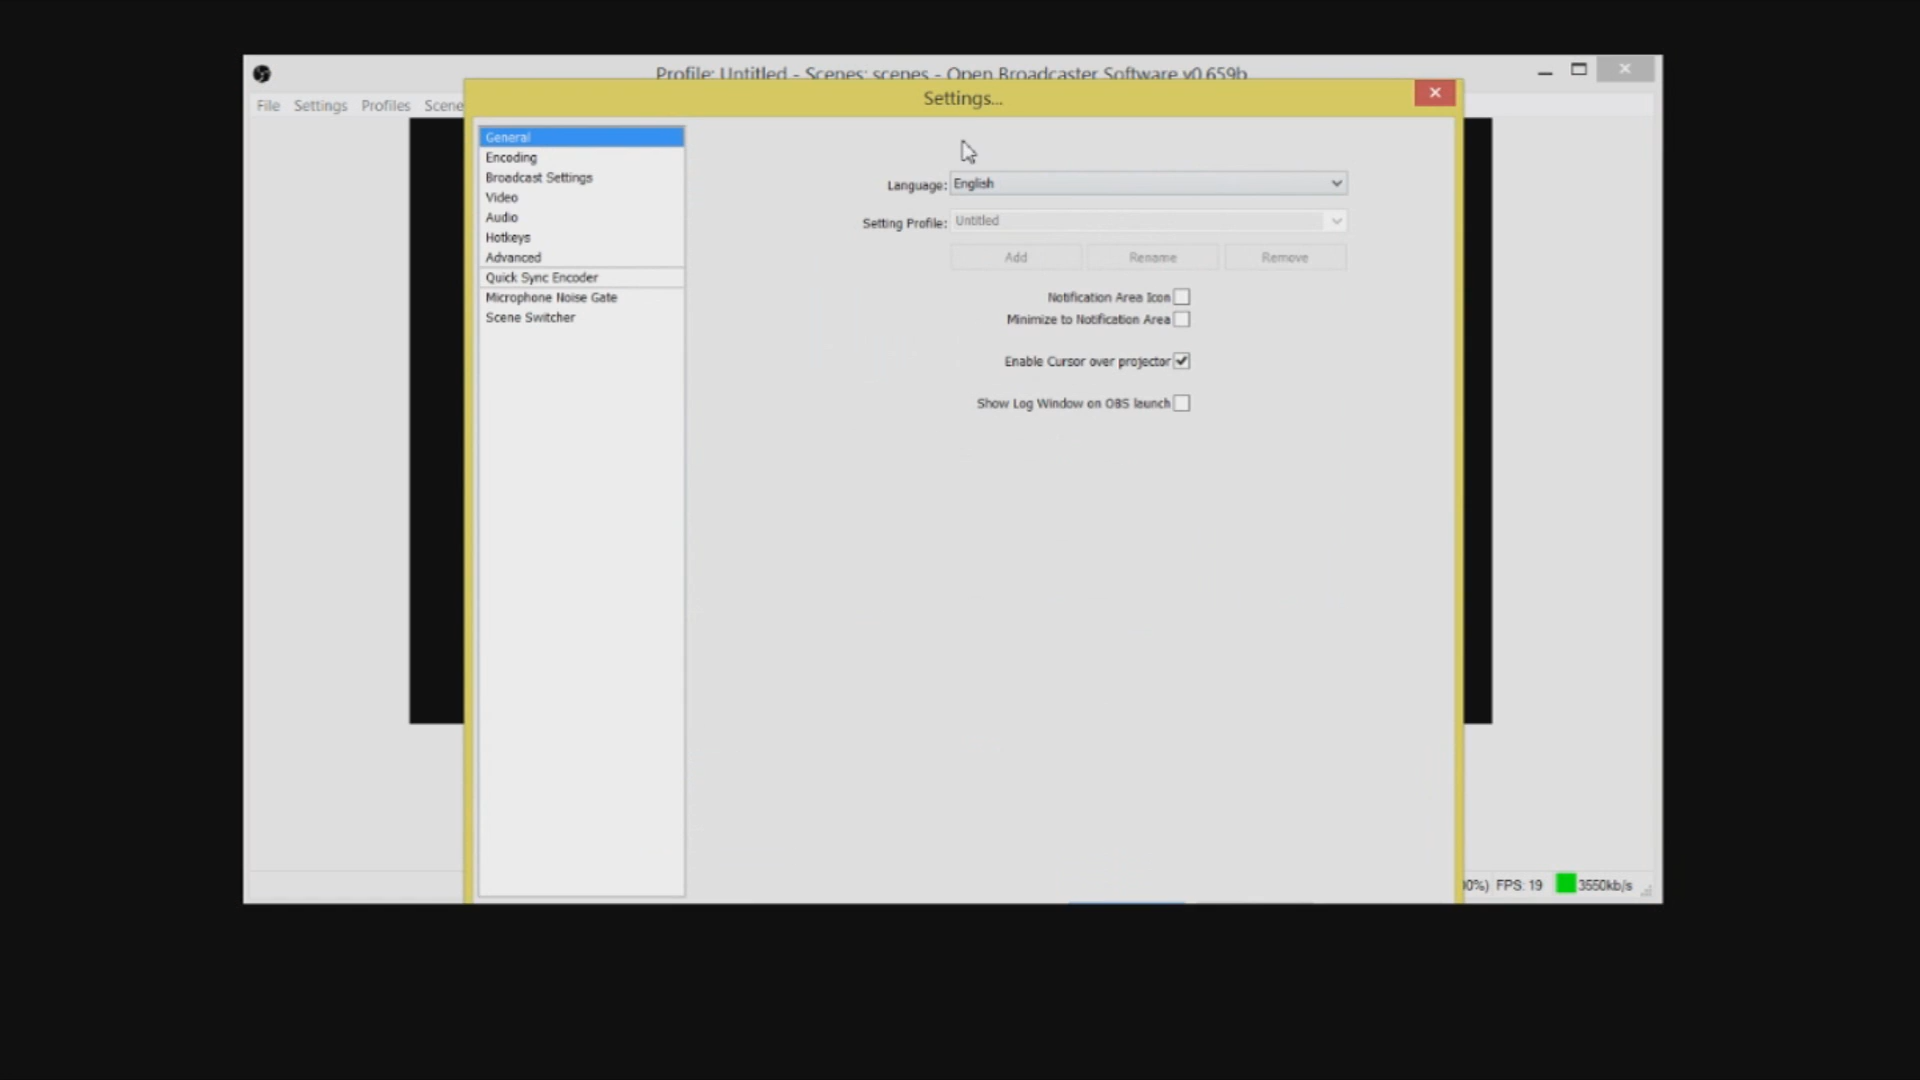 Profile: Untitled - Scenes: scenes - Open Broadcaster Software v0.659b
File Settings Profiles Scene
Settings...
General
Encoding
Broadcast Settings
Video
Audio
Hotkeys
Advanced
Quick Sync Encoder
Microphone Noise Gate
Scene Switcher
Language: English
Setting Profile: Untitled
Add Rename Remove
Notification Area Icon
Minimize to Notification Area
Enable Cursor over projector
Show Log Window on OBS launch
00%) FPS: 19 3550kb/s